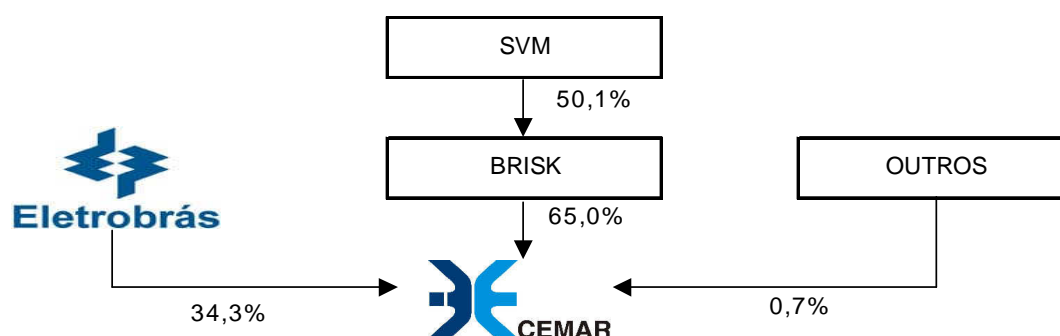 SVM
50,1%
BRISK
OUTROS
Eletrobrás
65,0%
34,3%
0,7%
CEMAR